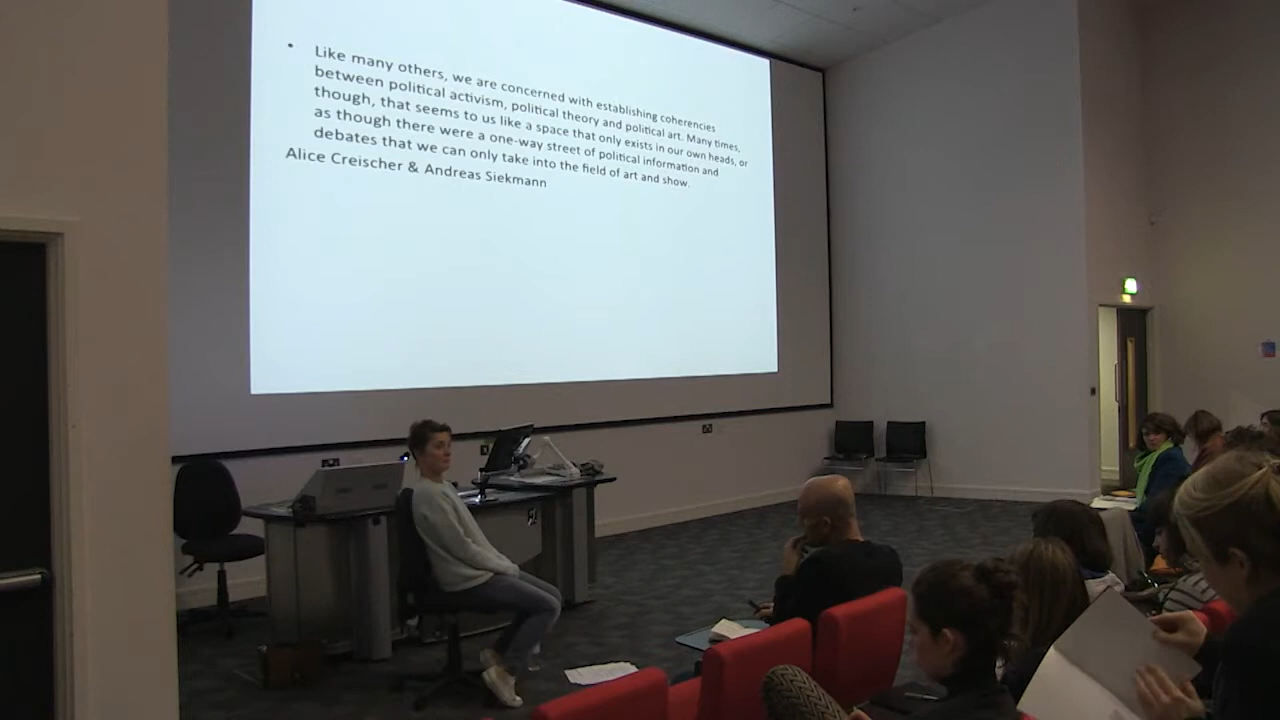 • Like many others, we are concerned with establishing coherencies
between political activism, political theory and political art. Many times,
though, that seems to us like a space that only exists in our own heads, or
as though there were a one-way street of political information and
debates that we can only take into the field of art and show.
Alice Creischer & Andreas Siekmann